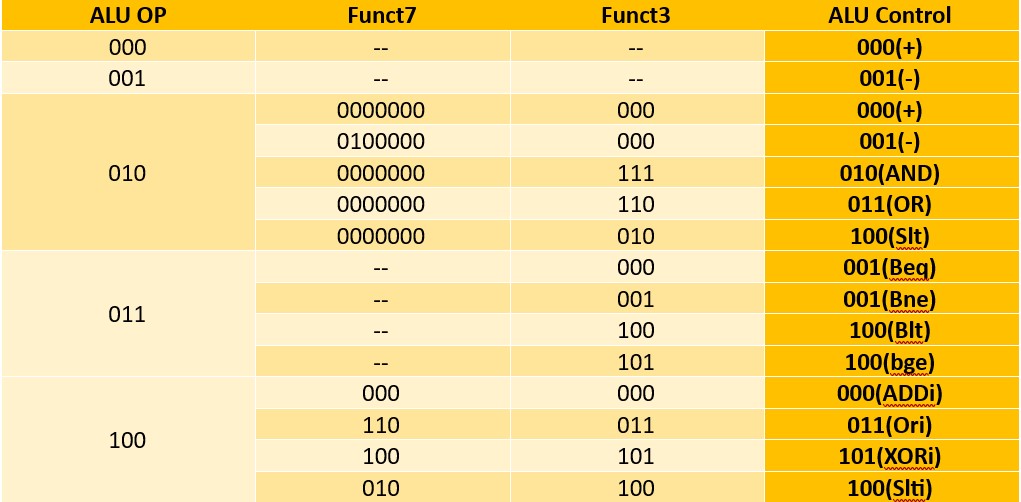 ALU OP Funct7 Funct3 ALU Control
000 -- -- 000(+)
001 -- -- 001(-)
010 0000000 000 000(+)
0100000 000 001(-)
0000000 111 010(AND)
0000000 110 011(OR)
0000000 010 100(Slt)
011 -- 000 001(Beq)
-- 001 001(Bne)
-- 100 100(Blt)
-- 101 100(bge)
100 000 000 000(ADDi)
110 011 011(Ori)
100 101 101(XORi)
010 100 100(Slti)